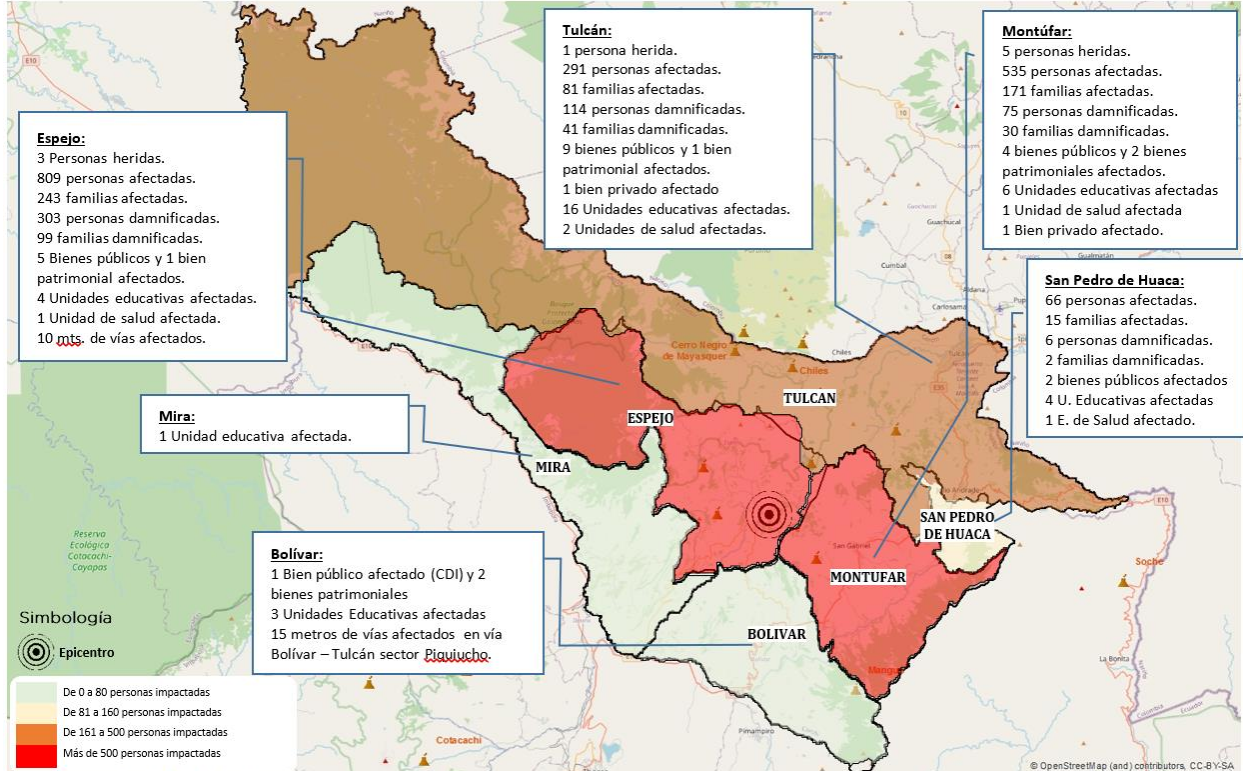 Tulcán:
1 persona herida.
291 personas afectadas.
81 familias afectadas.
114 personas damnificadas.
41 familias damnificadas.
9 bienes públicos y 1 bien
patrimonial afectados.
1 bien privado afectado
16 Unidades educativas afectadas.
2 Unidades de salud afectadas.
Montúfar:
5 personas heridas.
535 personas afectadas.
171 familias afectadas.
75 personas damnificadas.
30 familias damnificadas.
4 bienes públicos y 2 bienes
patrimoniales afectados.
6 Unidades educativas afectadas
1 Unidad de salud afectada
1 Bien privado afectado.
Espejo:
3 Personas heridas.
809 personas afectadas.
243 familias afectadas.
303 personas damnificadas.
99 familias damnificadas.
5 Bienes públicos y 1 bien
patrimonial afectados.
4 Unidades educativas afectadas.
1 Unidad de salud afectada.
10 mts. de vías afectados.
San Pedro de Huaca:
66 personas afectadas.
15 familias afectadas.
6 personas damnificadas.
2 familias damnificadas.
2 bienes públicos afectados
4 U. Educativas afectadas
1 E. de Salud afectado.
Mira:
1 Unidad educativa afectada.
Bolívar:
1 Bien público afectado (CDI) y 2
bienes patrimoniales
3 Unidades Educativas afectadas
15 metros de vías afectados en vía
Bolívar – Tulcán sector Piquiucho.
E10
10
Guachucal
Cumbal
Aldana
Carlosama
Chiles
Gualmatán
Cerro Negro
de Mayasquer
Chiles
Tulcán
E35
TULCÁN
ESPEJO
MIRA
E10
SAN PEDRO
DE HUACA
E10
San Gabriel
MONTUFAR
BOLIVAR
Soche
La Bonita
Colombia
Ecuador
Pimampiro
Cotacachi
Reserva
Ecológica
Cotacachi-
Cayapas
Simbología
Epicentro
De 0 a 80 personas impactadas
De 81 a 160 personas impactadas
De 161 a 500 personas impactadas
Más de 500 personas impactadas
© OpenStreetMap (and) contributors, CC-BY-SA